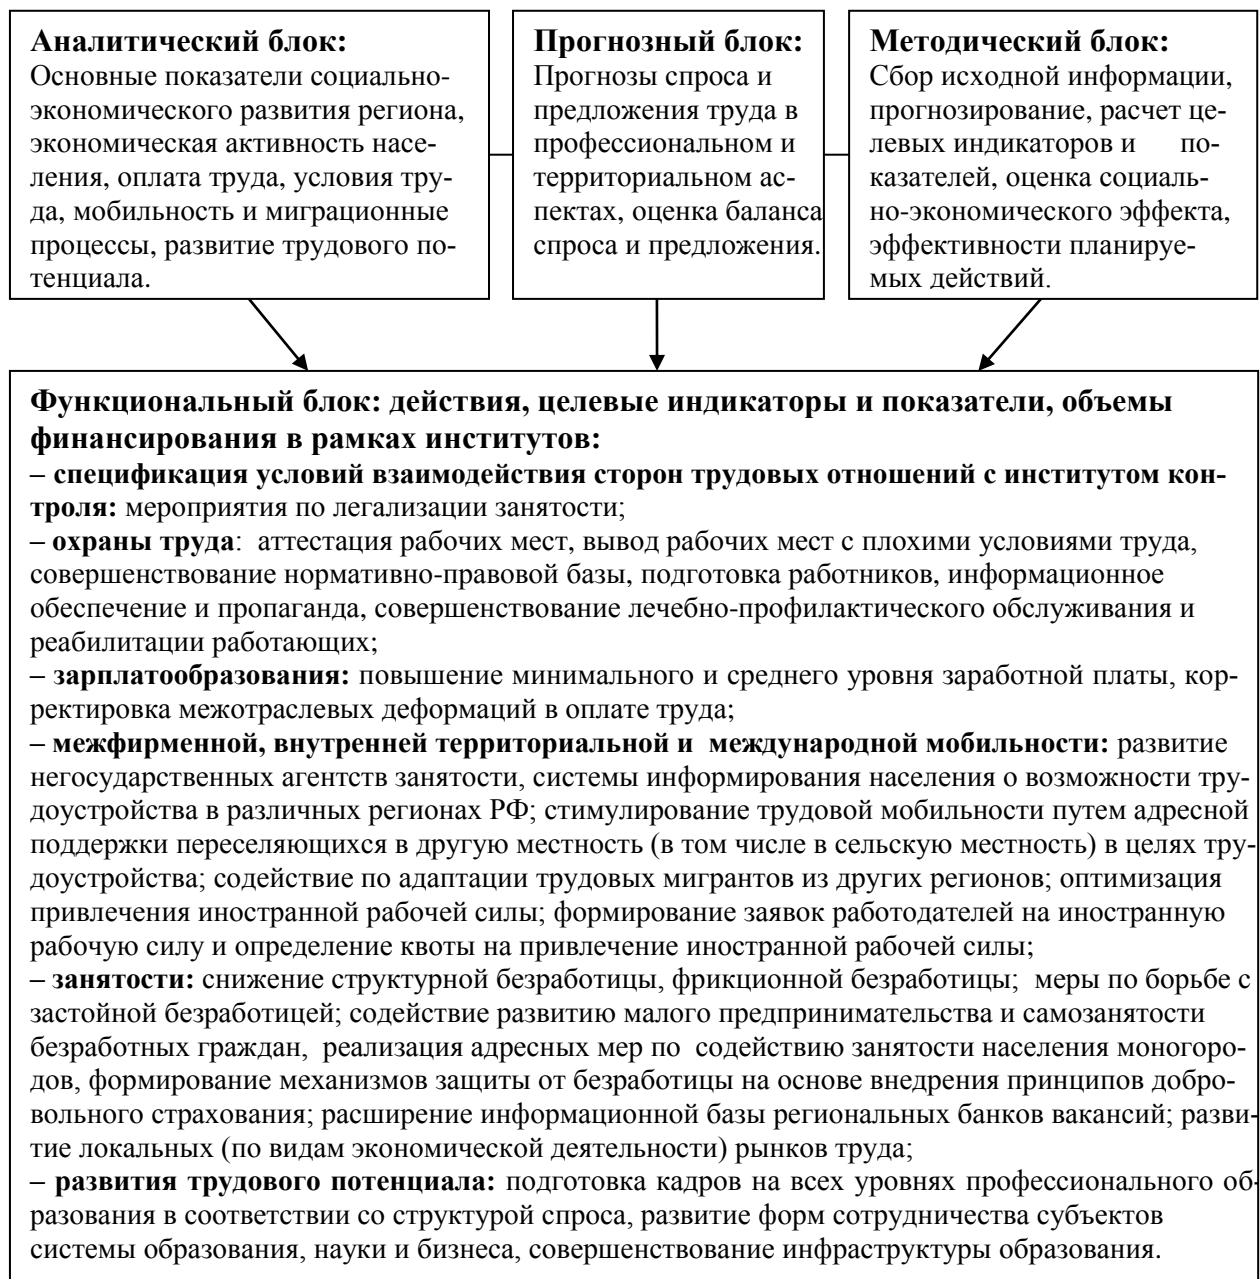 Аналитический блок:
Основные показатели социально-
экономического развития региона,
экономическая активность насе-
ления, оплата труда, условия тру-
да, мобильность и миграционные
процессы, развитие трудового по-
тенциала.
Прогнозный блок:
Прогнозы спроса и
предложения труда в
профессиональном и
территориальном ас-
пектах, оценка баланса
спроса и предложения.
Методический блок:
Сбор исходной информации,
прогнозирование, расчет це-
левых индикаторов и по-
казателей, оценка социаль-
но-экономического эффекта,
эффективности планируе-
мых действий.
Функциональный блок: действия, целевые индикаторы и показатели, объемы
финансирования в рамках институтов:
– спецификация условий взаимодействия сторон трудовых отношений с институтом кон-
троля: мероприятия по легализации занятости;
– охраны труда: аттестация рабочих мест, вывод рабочих мест с плохими условиями труда,
совершенствование нормативно-правовой базы, подготовка работников, информационное
обеспечение и пропаганда, совершенствование лечебно-профилактического обслуживания и
реабилитации работающих;
– зарплатообразования: повышение минимального и среднего уровня заработной платы, кор-
ректировка межотраслевых деформаций в оплате труда;
– межфирменной, внутренней территориальной и международной мобильности: развитие
негосударственных агентств занятости, системы информирования населения о возможности тру-
доустройства в различных регионах РФ; стимулирование трудовой мобильности путем адресной
поддержки переселяющихся в другую местность (в том числе в сельскую местность) в целях тру-
доустройства; содействие по адаптации трудовых мигрантов из других регионов; оптимизация
привлечения иностранной рабочей силы; формирование заявок работодателей на иностранную
рабочую силу и определение квоты на привлечение иностранной рабочей силы;
– занятости: снижение структурной безработицы, фрикционной безработицы; меры по борьбе с
застойной безработицей; содействие развитию малого предпринимательства и самозанятости
безработных граждан, реализация адресных мер по содействию занятости населения моногоро-
дов, формирование механизмов защиты от безработицы на основе внедрения принципов добро-
вольного страхования; расширение информационной базы региональных банков вакансий; разви-
тие локальных (по видам экономической деятельности) рынков труда;
– развития трудового потенциала: подготовка кадров на всех уровнях профессионального об-
разования в соответствии со структурой спроса, развитие форм сотрудничества субъектов
системы образования, науки и бизнеса, совершенствование инфраструктуры образования.